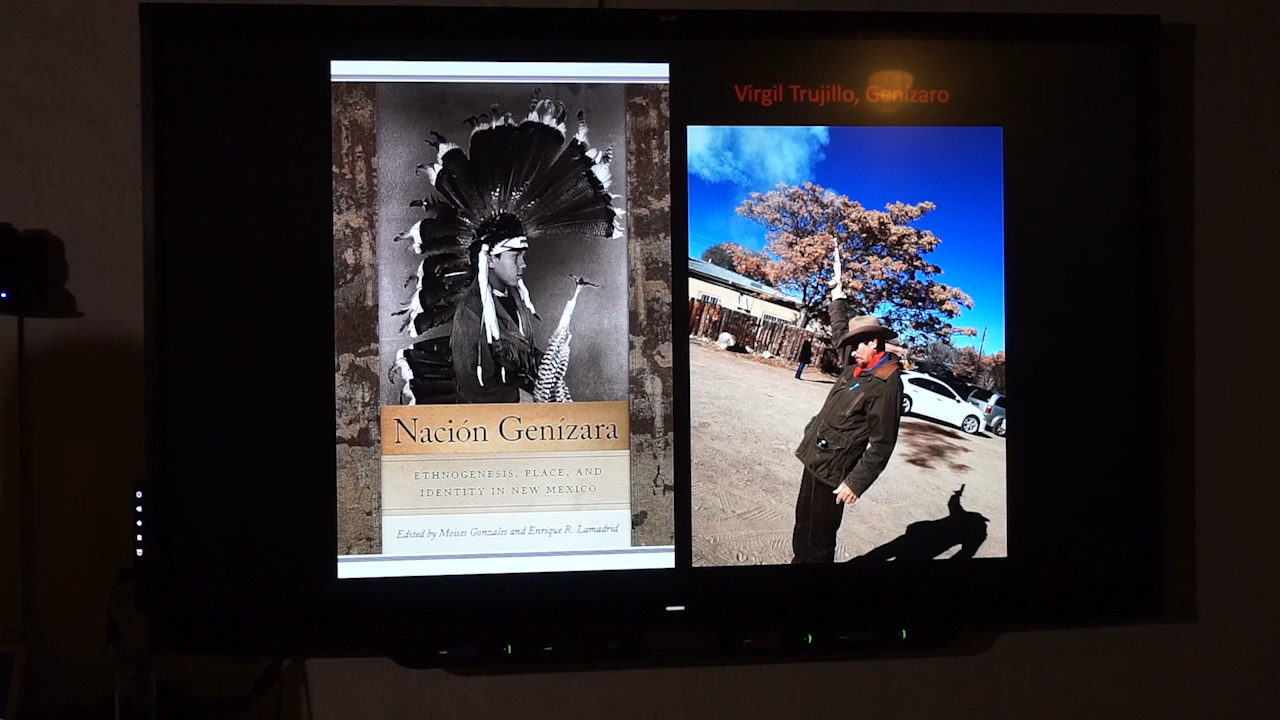 Nación Genízara
ETHNOGENESIS, PLACE, AND
IDENTITY IN NEW MEXICO
Edited by Moises Gonzales and Enrique R. Lamadrid
Virgil Trujillo, Genízaro